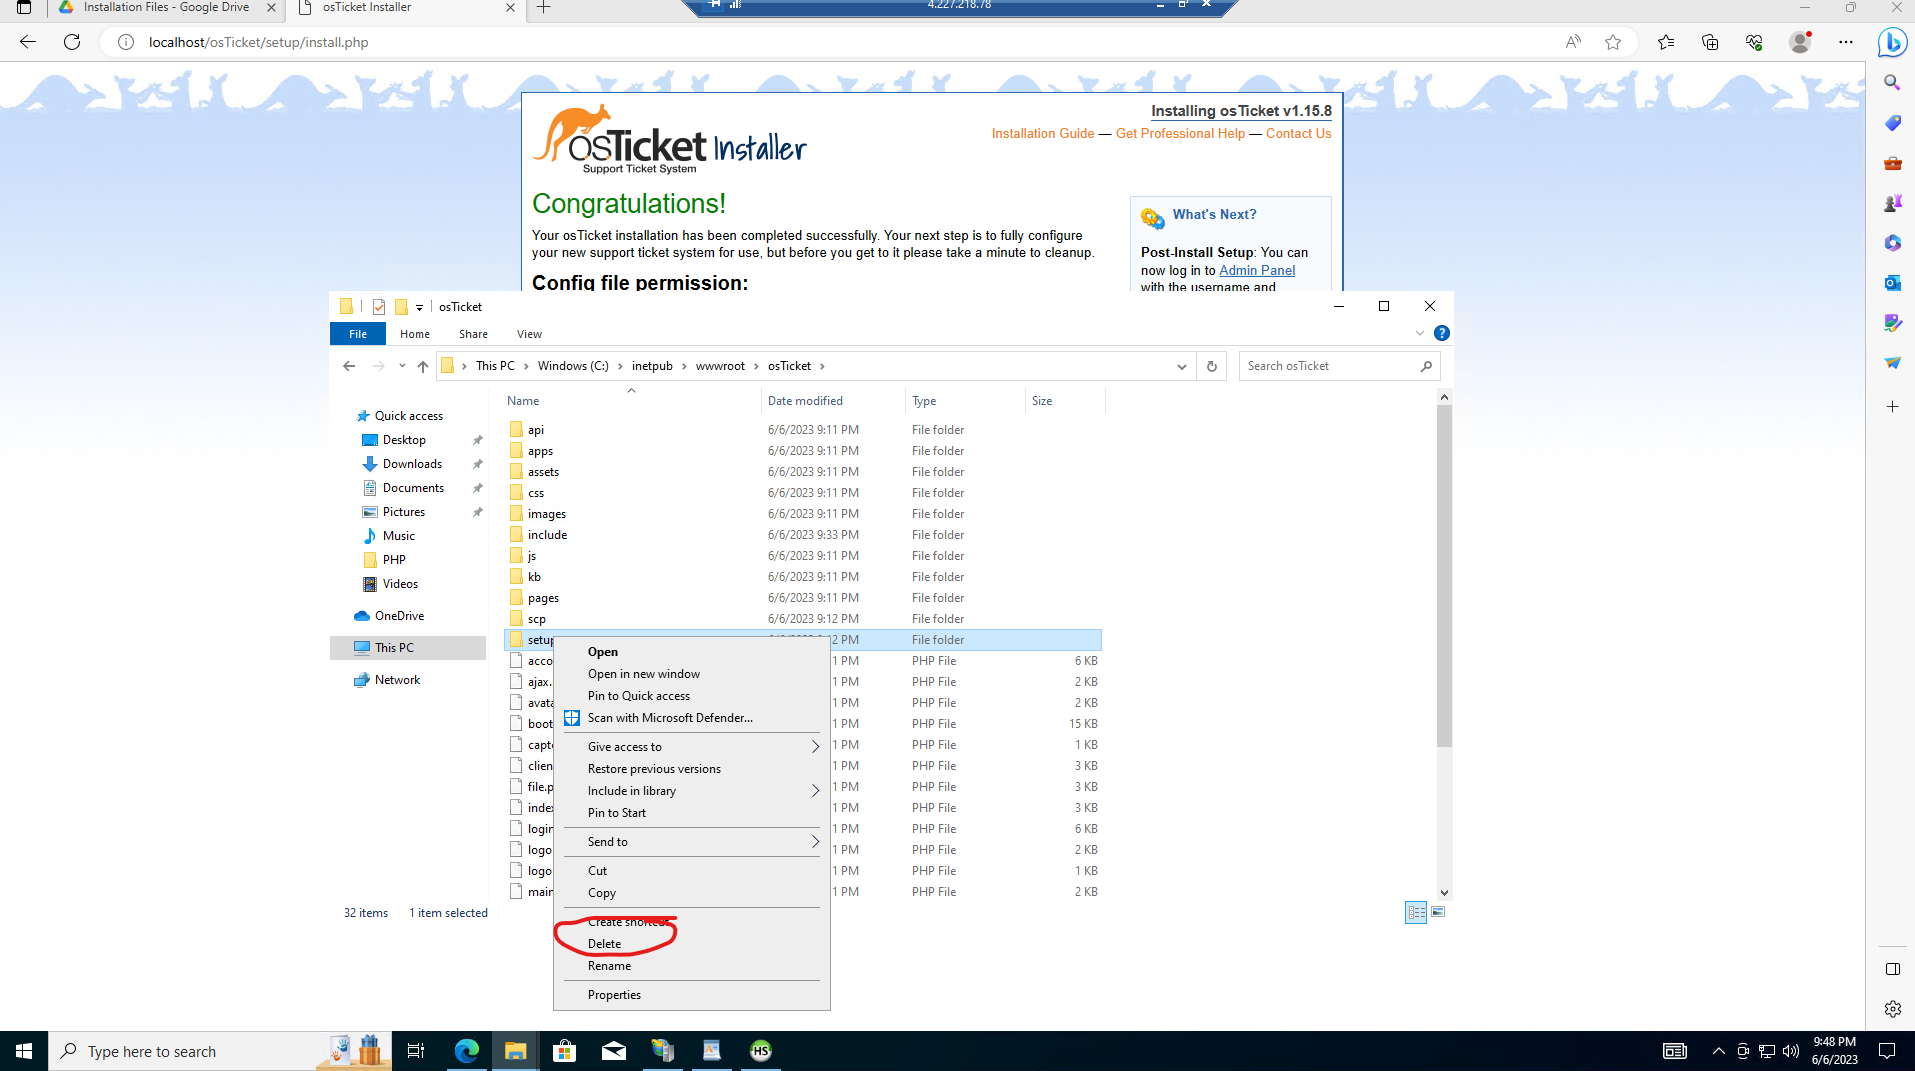 Installation Files - Google Drive
osTicket Installer
4.227.218.78
localhost/osTicket/setup/install.php
osTicket Installer
Support Ticket System
Installing osTicket v1.15.8
Installation Guide — Get Professional Help — Contact Us
Congratulations!
Your osTicket installation has been completed successfully. Your next step is to fully configure
your new support ticket system for use, but before you get to it please take a minute to cleanup.
Config file permission:
What's Next?
Post-Install Setup: You can
now log in to Admin Panel
with the username and
osTicket
File Home Share View
This PC Windows (C:) inetpub wwwroot osTicket
Search osTicket
Quick access
Desktop
Downloads
Documents
Pictures
Music
PHP
Videos
OneDrive
This PC
Network
Name Date modified Type Size
api 6/6/2023 9:11 PM File folder
apps 6/6/2023 9:11 PM File folder
assets 6/6/2023 9:11 PM File folder
css 6/6/2023 9:11 PM File folder
images 6/6/2023 9:11 PM File folder
include 6/6/2023 9:33 PM File folder
js 6/6/2023 9:11 PM File folder
kb 6/6/2023 9:11 PM File folder
pages 6/6/2023 9:11 PM File folder
scp 6/6/2023 9:12 PM File folder
setup 2 PM File folder
acco 1 PM PHP File 6 KB
ajax. 1 PM PHP File 2 KB
avata 1 PM PHP File 2 KB
boot 1 PM PHP File 15 KB
captc 1 PM PHP File 1 KB
clien 1 PM PHP File 3 KB
file.p 1 PM PHP File 3 KB
index 1 PM PHP File 3 KB
login 1 PM PHP File 6 KB
logo 1 PM PHP File 2 KB
logo 1 PM PHP File 1 KB
main 1 PM PHP File 2 KB
Open
Open in new window
Pin to Quick access
Scan with Microsoft Defender...
Give access to
Restore previous versions
Include in library
Pin to Start
Send to
Cut
Copy
Create shortcut
Delete
Rename
Properties
32 items 1 item selected
Type here to search
HS
9:48 PM
6/6/2023